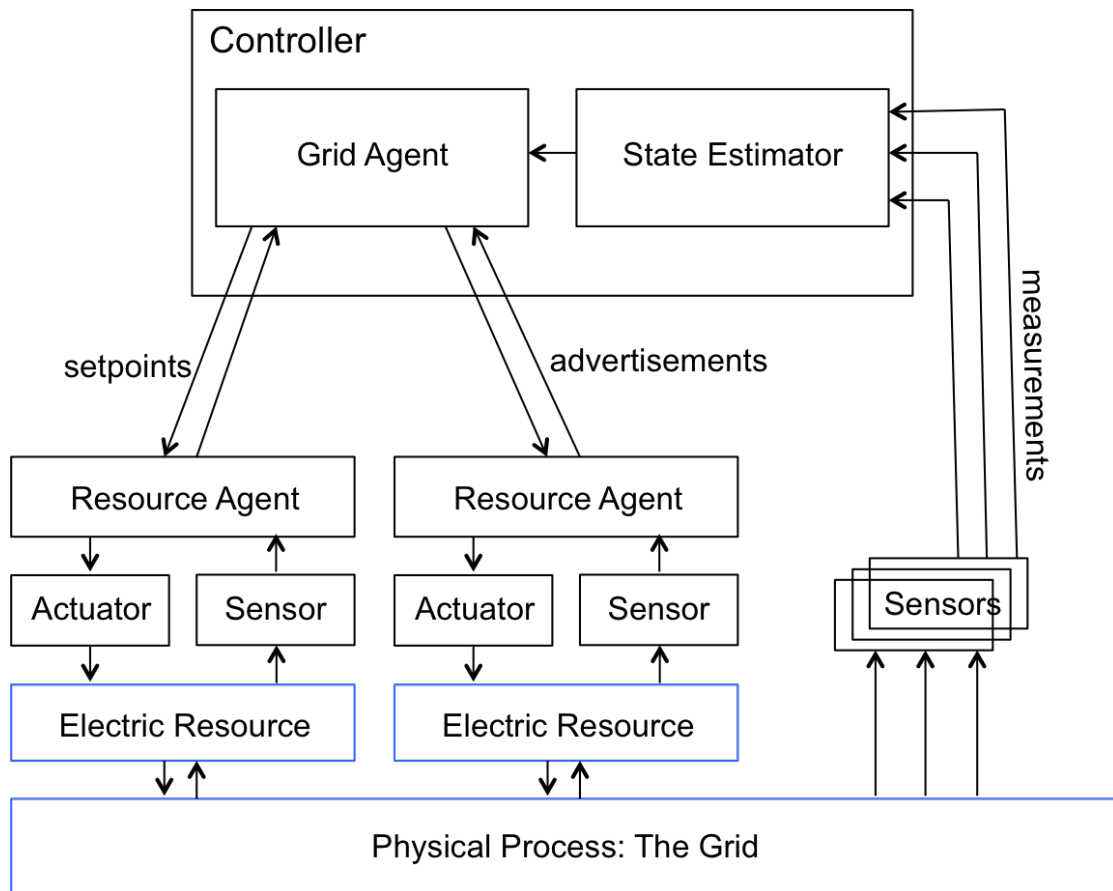 Controller
Grid Agent
State Estimator
measurements
setpoints
advertisements
Resource Agent
Resource Agent
Actuator
Sensor
Actuator
Sensor
Sensors
Electric Resource
Electric Resource
Physical Process: The Grid